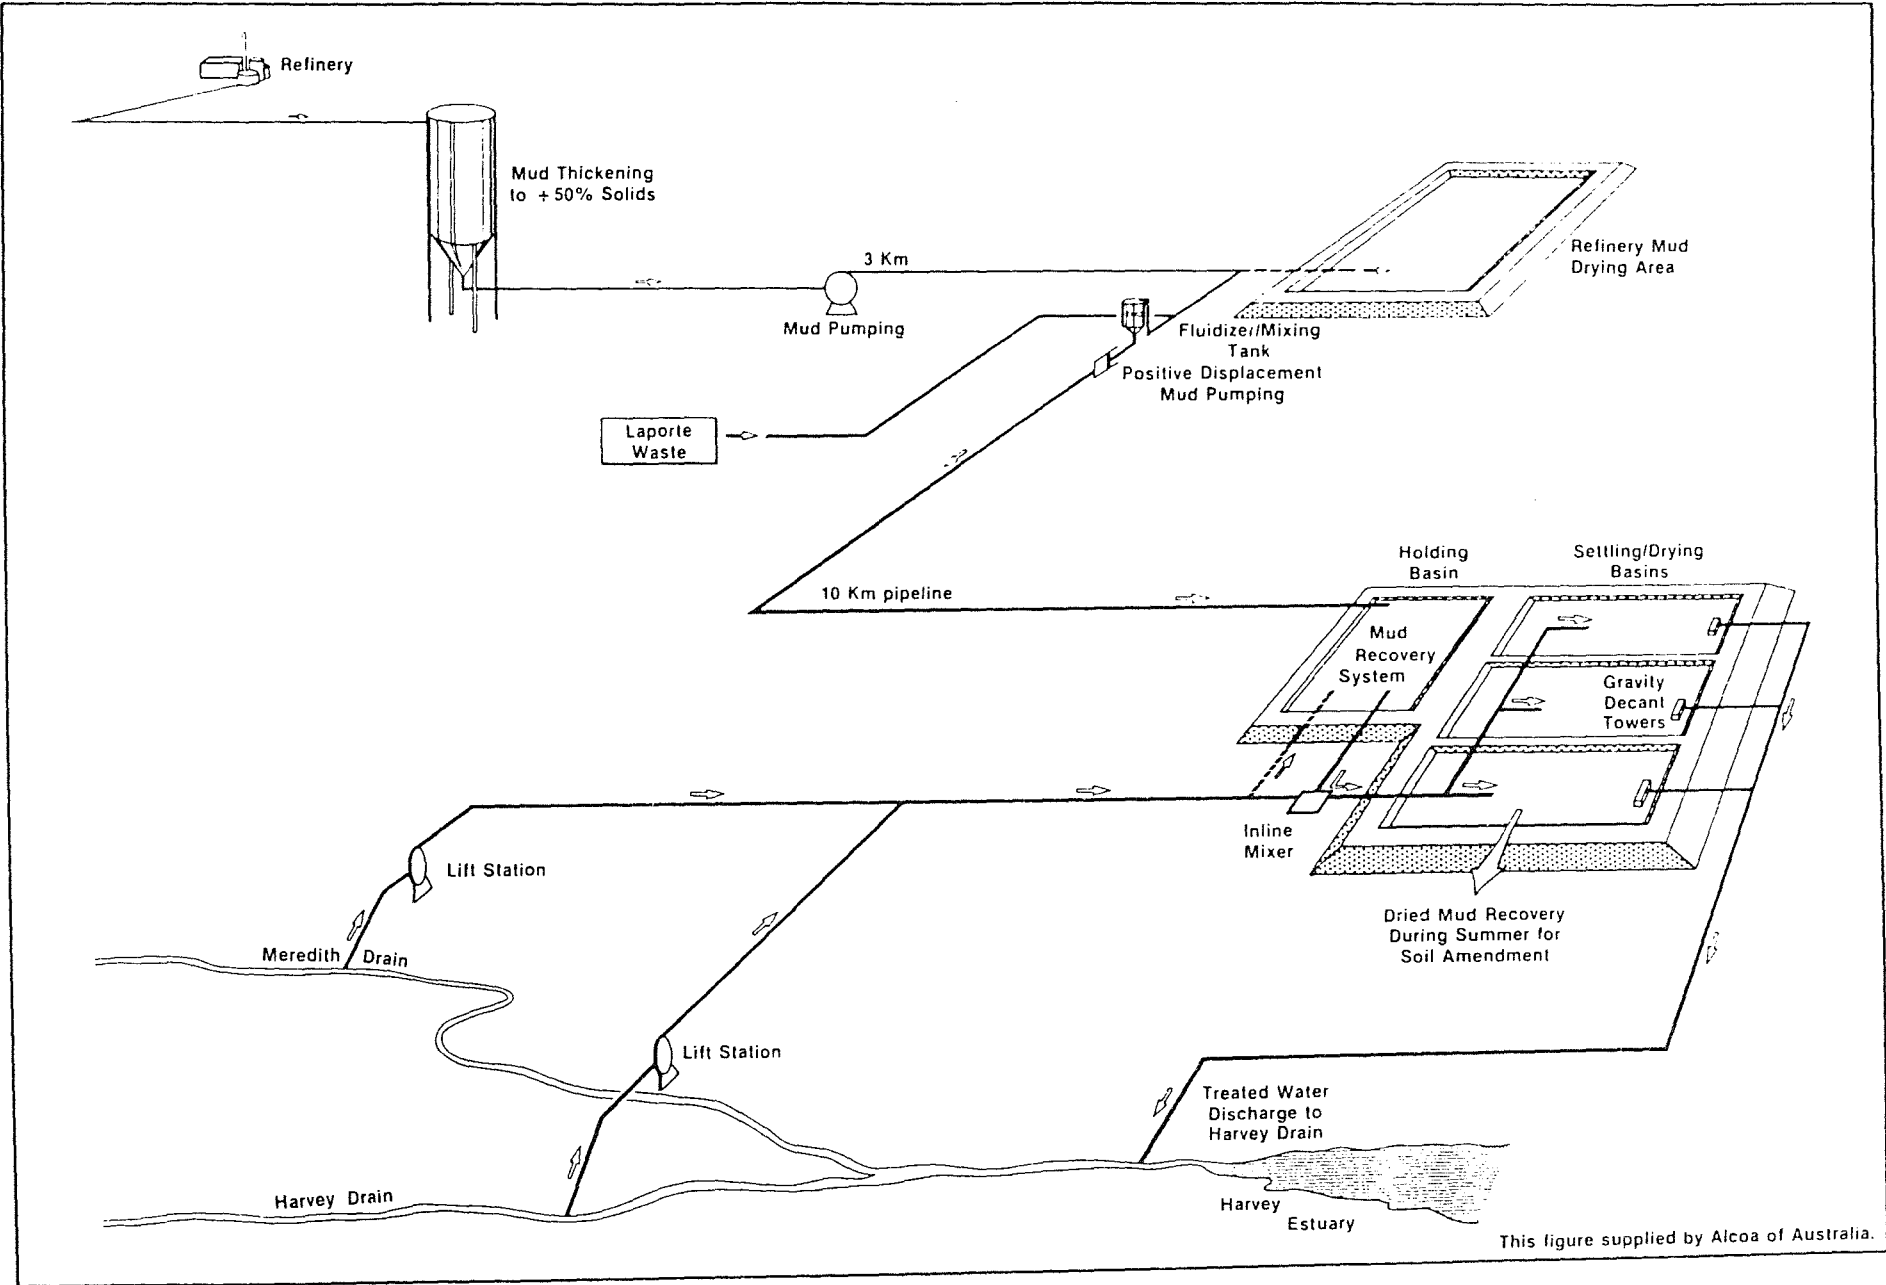 Refinery
Mud Thickening
to + 50% Solids
3 Km
Mud Pumping
Refinery Mud
Drying Area
Fluidizer/Mixing
Tank
Positive Displacement
Mud Pumping
Laporte
Waste
10 Km pipeline
Holding
Basin
Settling/Drying
Basins
Mud
Recovery
System
Gravity
Decant
Towers
Inline
Mixer
Lift Station
Dried Mud Recovery
During Summer for
Soil Amendment
Meredith Drain
Lift Station
Treated Water
Discharge to
Harvey Drain
Harvey Drain
Harvey
Estuary
This figure supplied by Alcoa of Australia.